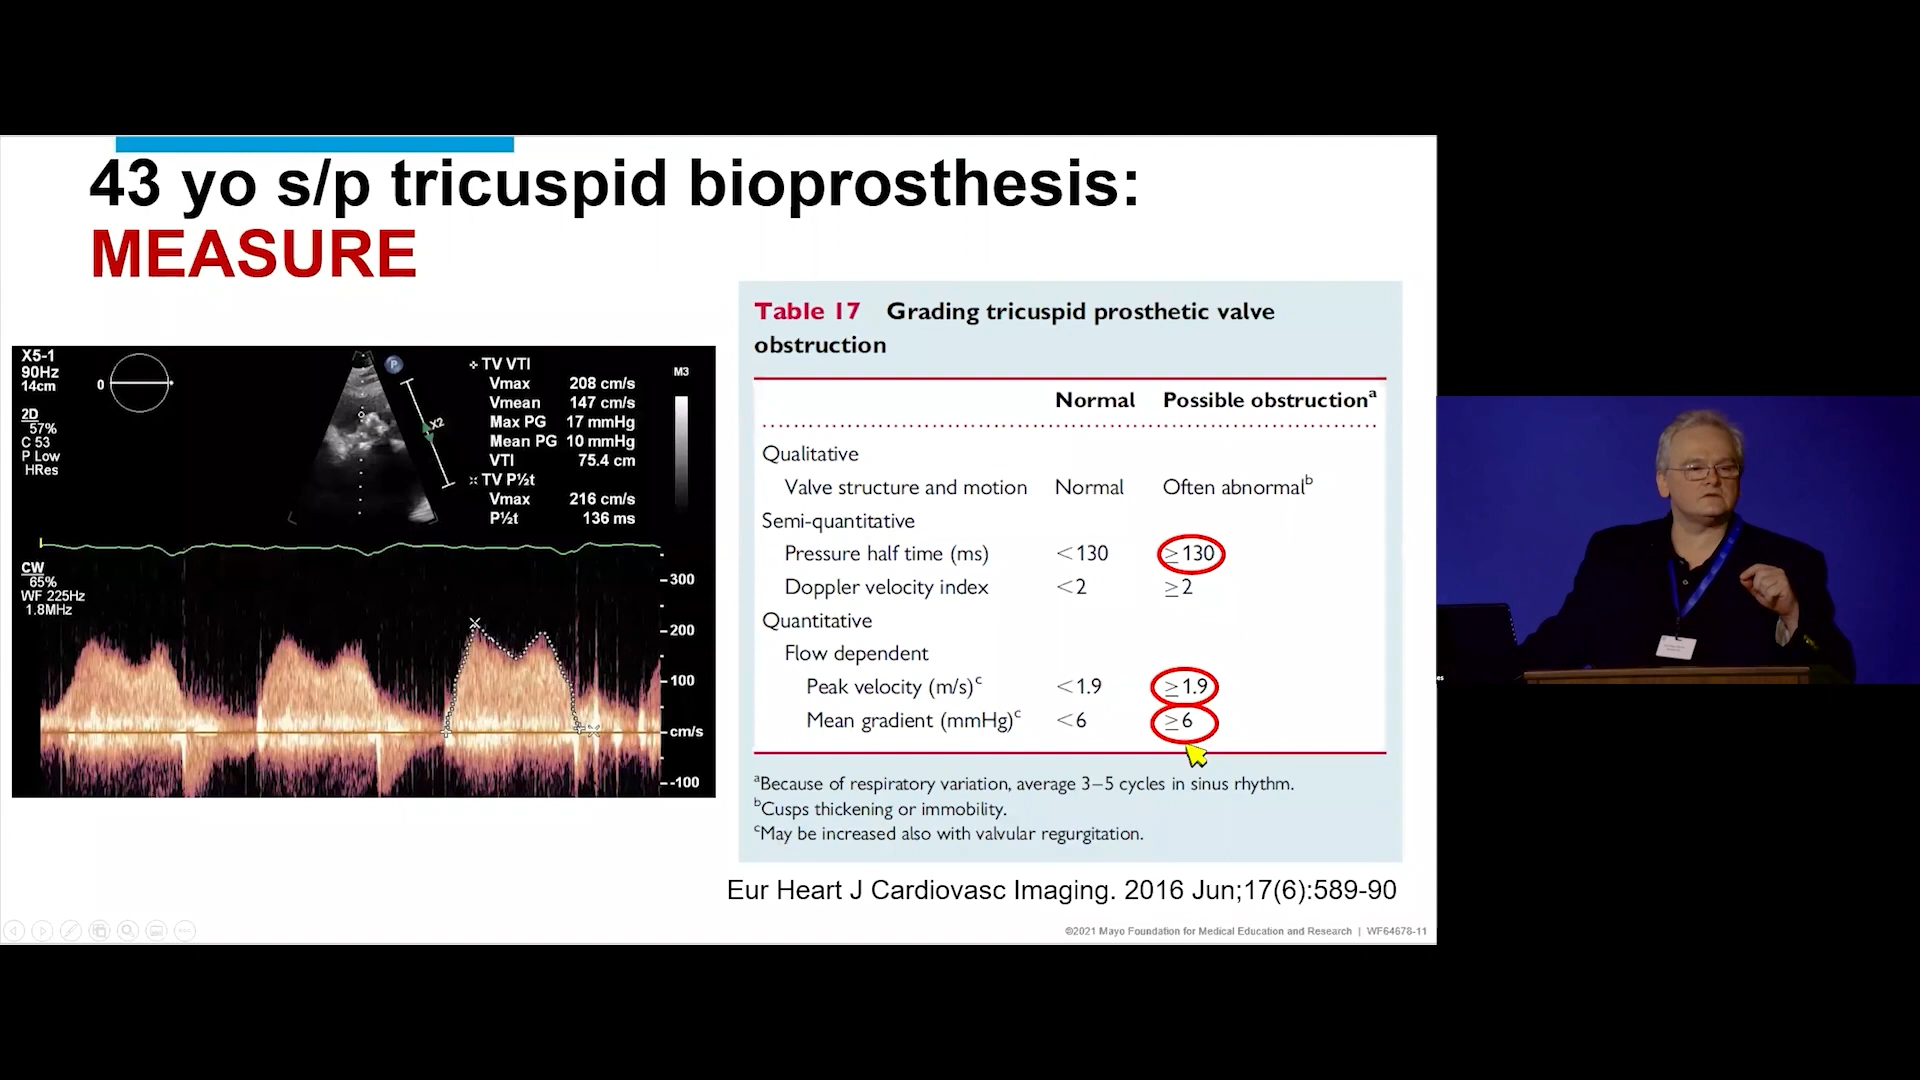 43 yo s/p tricuspid bioprosthesis:
MEASURE
X5-1
90Hz
14cm
0
2D
57%
C 53
P Low
HRes
P
X2
TV VTI
Vmax 208 cm/s
Vmean 147 cm/s
Max PG 17 mmHg
Mean PG 10 mmHg
VTI 75.4 cm
TV P½t
Vmax 216 cm/s
P½t 136 ms
M3
CW
65%
WF 225Hz
1.8MHz
300
200
100
cm/s
-100
Table 17 Grading tricuspid prosthetic valve
obstruction
Normal Possible obstructionᵃ
Qualitative
Valve structure and motion Normal Often abnormalᵇ
Semi-quantitative
Pressure half time (ms) <130 ≥130
Doppler velocity index <2 ≥2
Quantitative
Flow dependent
Peak velocity (m/s)ᶜ <1.9 ≥1.9
Mean gradient (mmHg)ᶜ <6 ≥6
ᵃBecause of respiratory variation, average 3–5 cycles in sinus rhythm.
ᵇCusps thickening or immobility.
ᶜMay be increased also with valvular regurgitation.
Eur Heart J Cardiovasc Imaging. 2016 Jun;17(6):589-90
©2021 Mayo Foundation for Medical Education and Research | WF64678-11